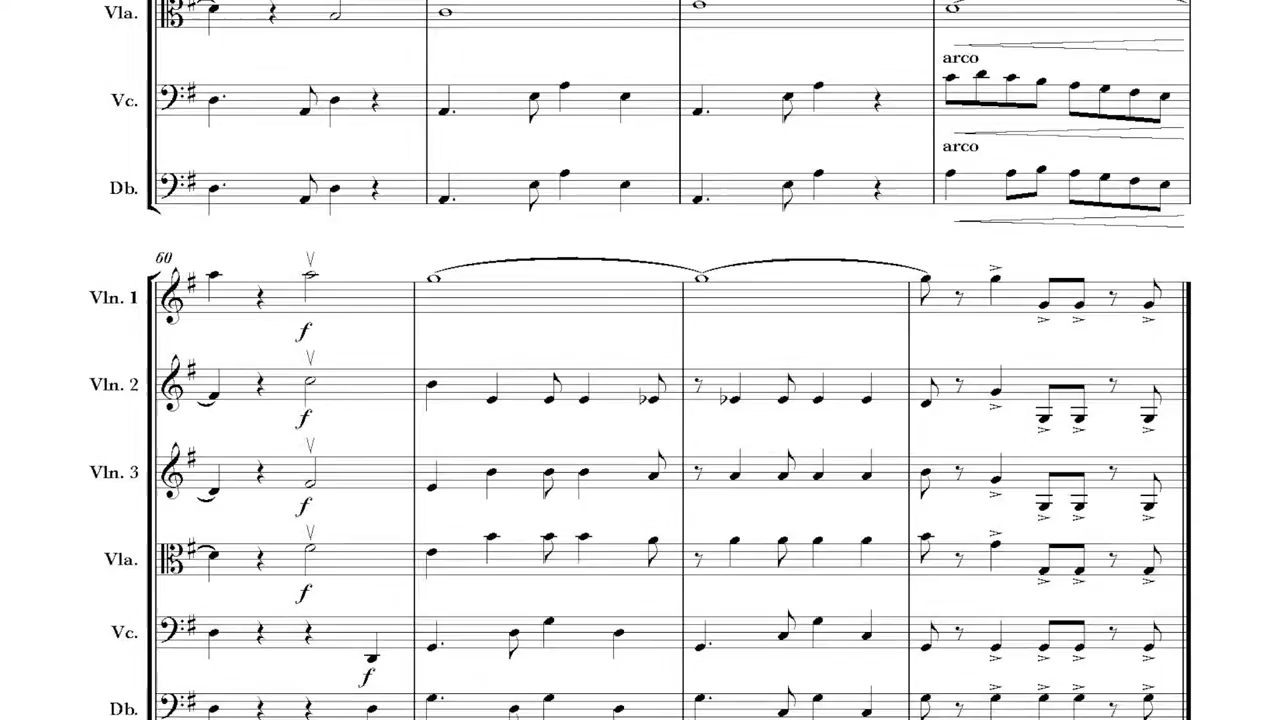 Vla.
arco
Vc.
arco
Db.
60
Vln. 1
f
Vln. 2
f
Vln. 3
f
Vla.
f
Vc.
f
Db.